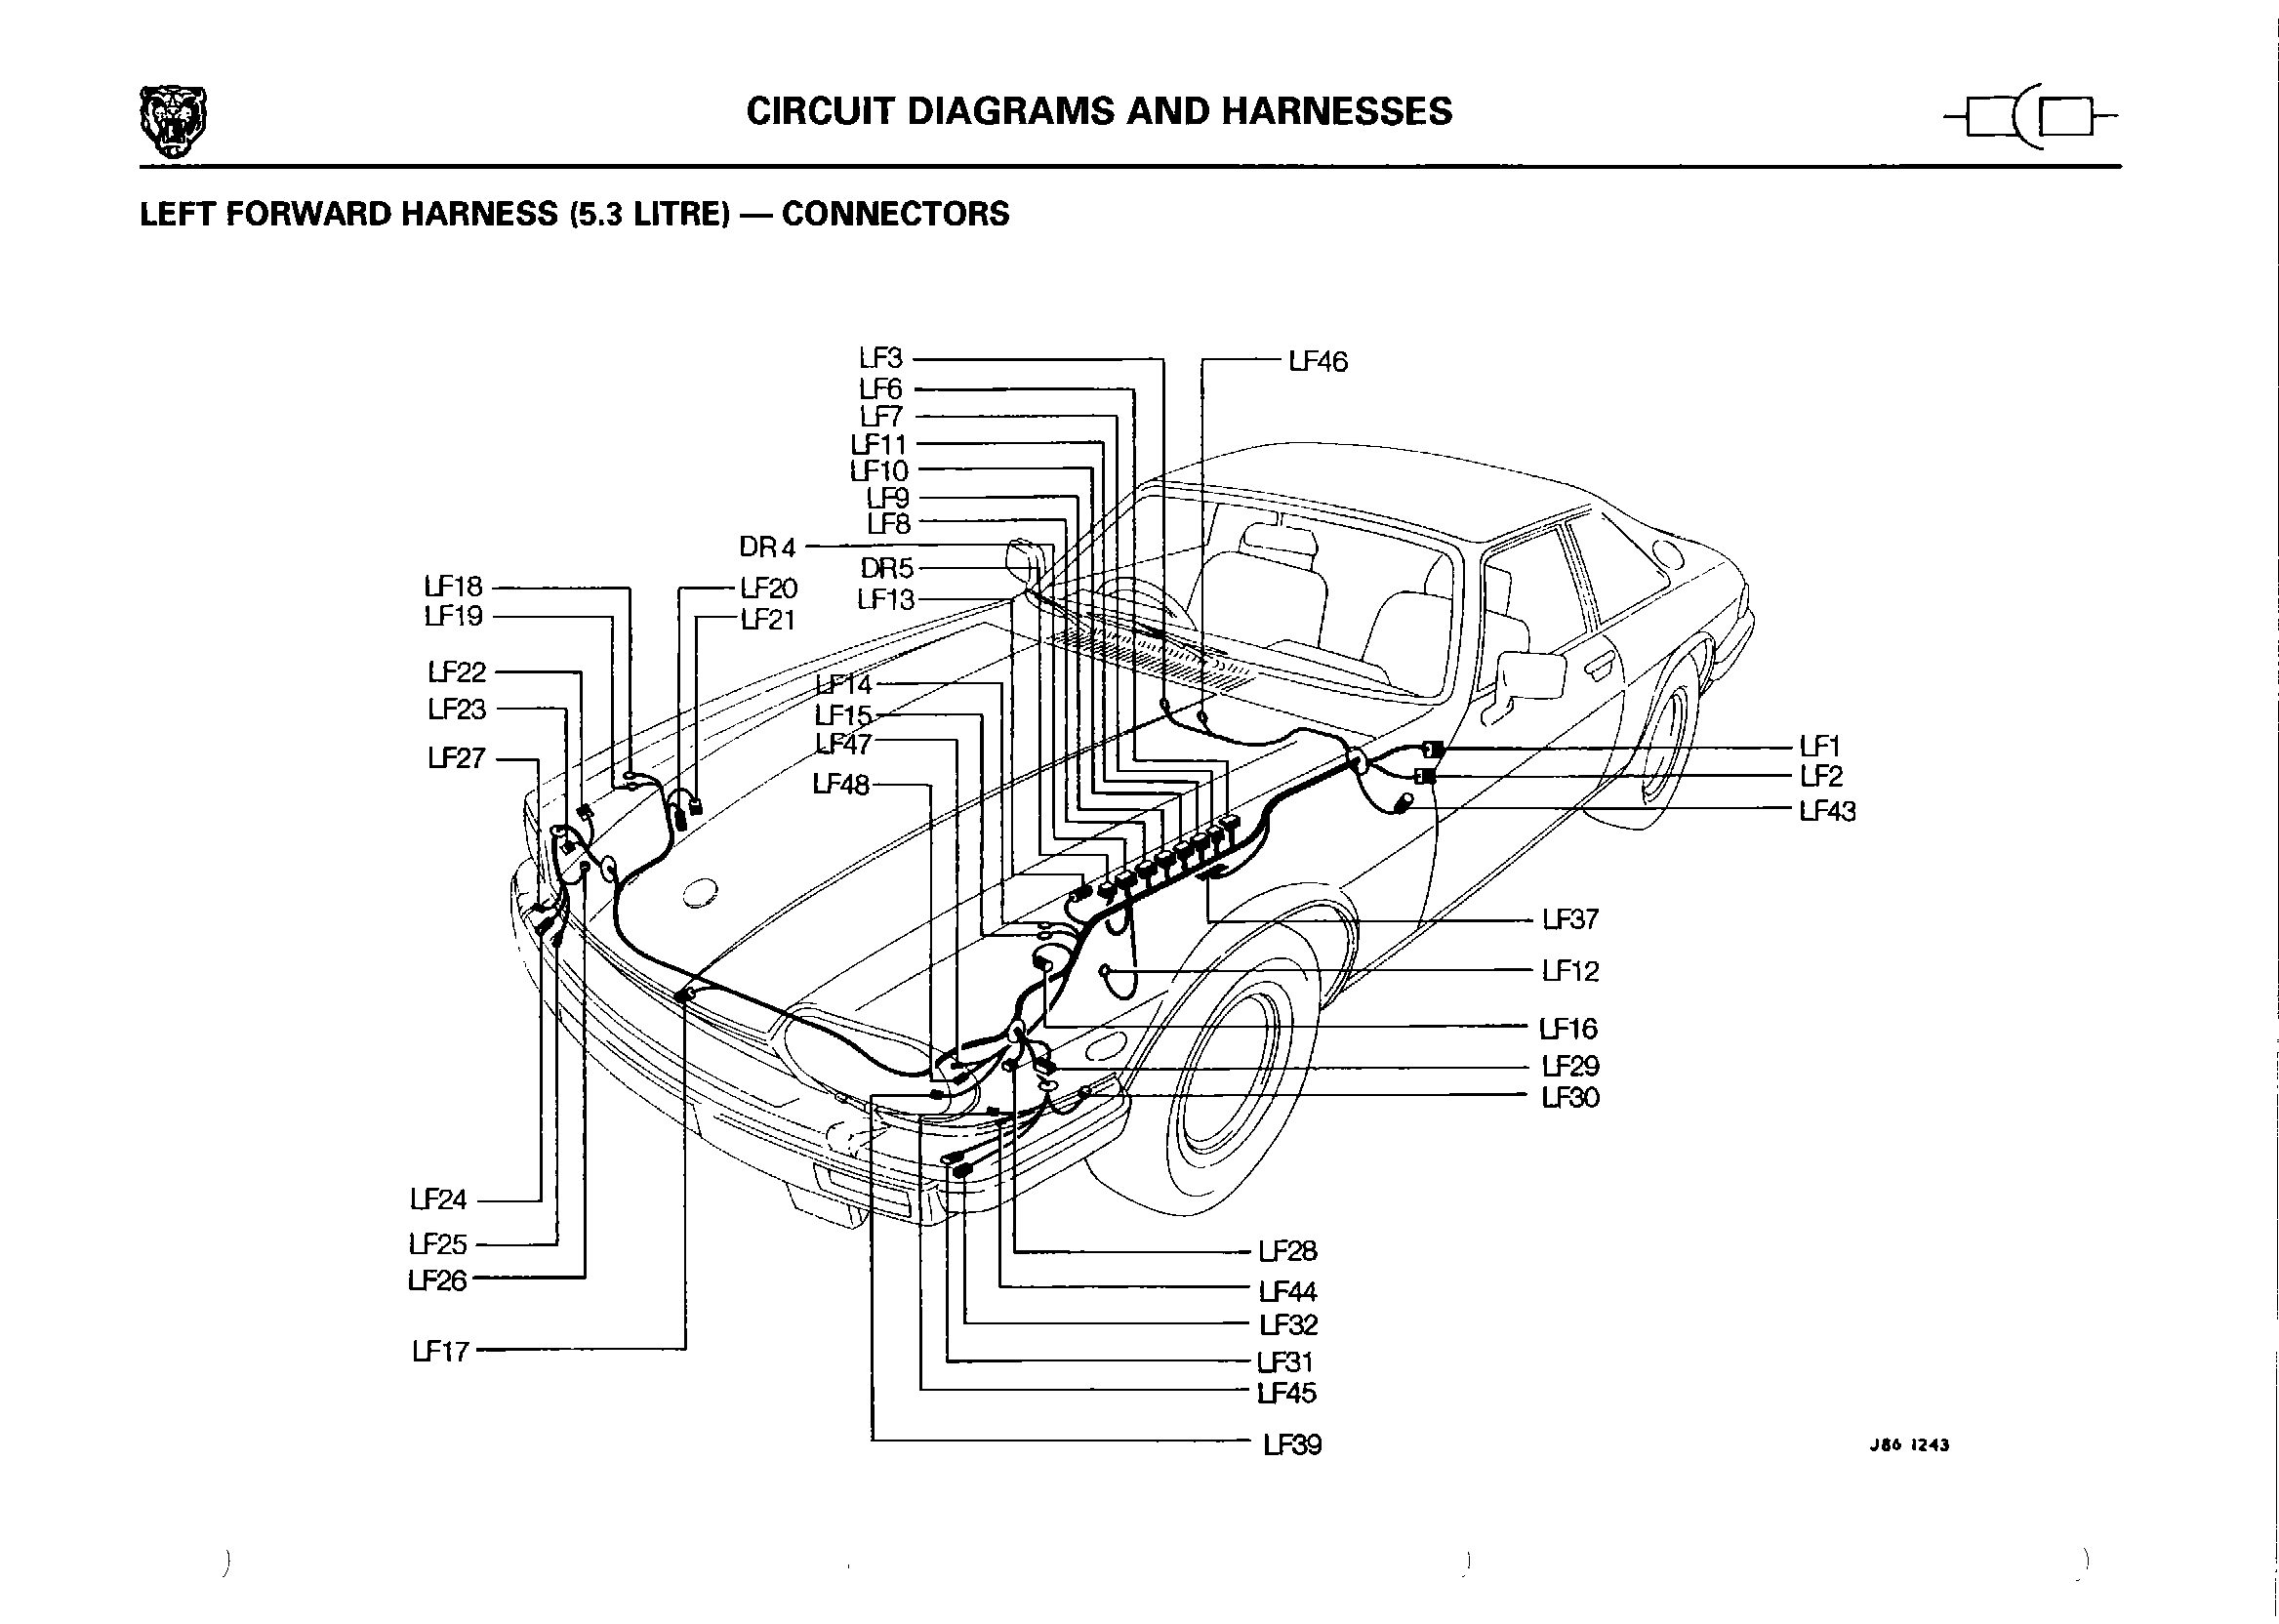 CIRCUIT DIAGRAMS AND HARNESSES
LEFT FORWARD HARNESS (5.3 LITRE) — CONNECTORS
LF3
LF46
LF6
LF7
LF11
LF10
LF9
LF8
DR4
DR5
LF13
LF18
LF20
LF19
LF21
LF22
LF14
LF23
LF15
LF47
LF27
LF48
LF1
LF2
LF43
LF37
LF12
LF16
LF29
LF30
LF24
LF25
LF26
LF17
LF28
LF44
LF32
LF31
LF45
LF39
J86 1243